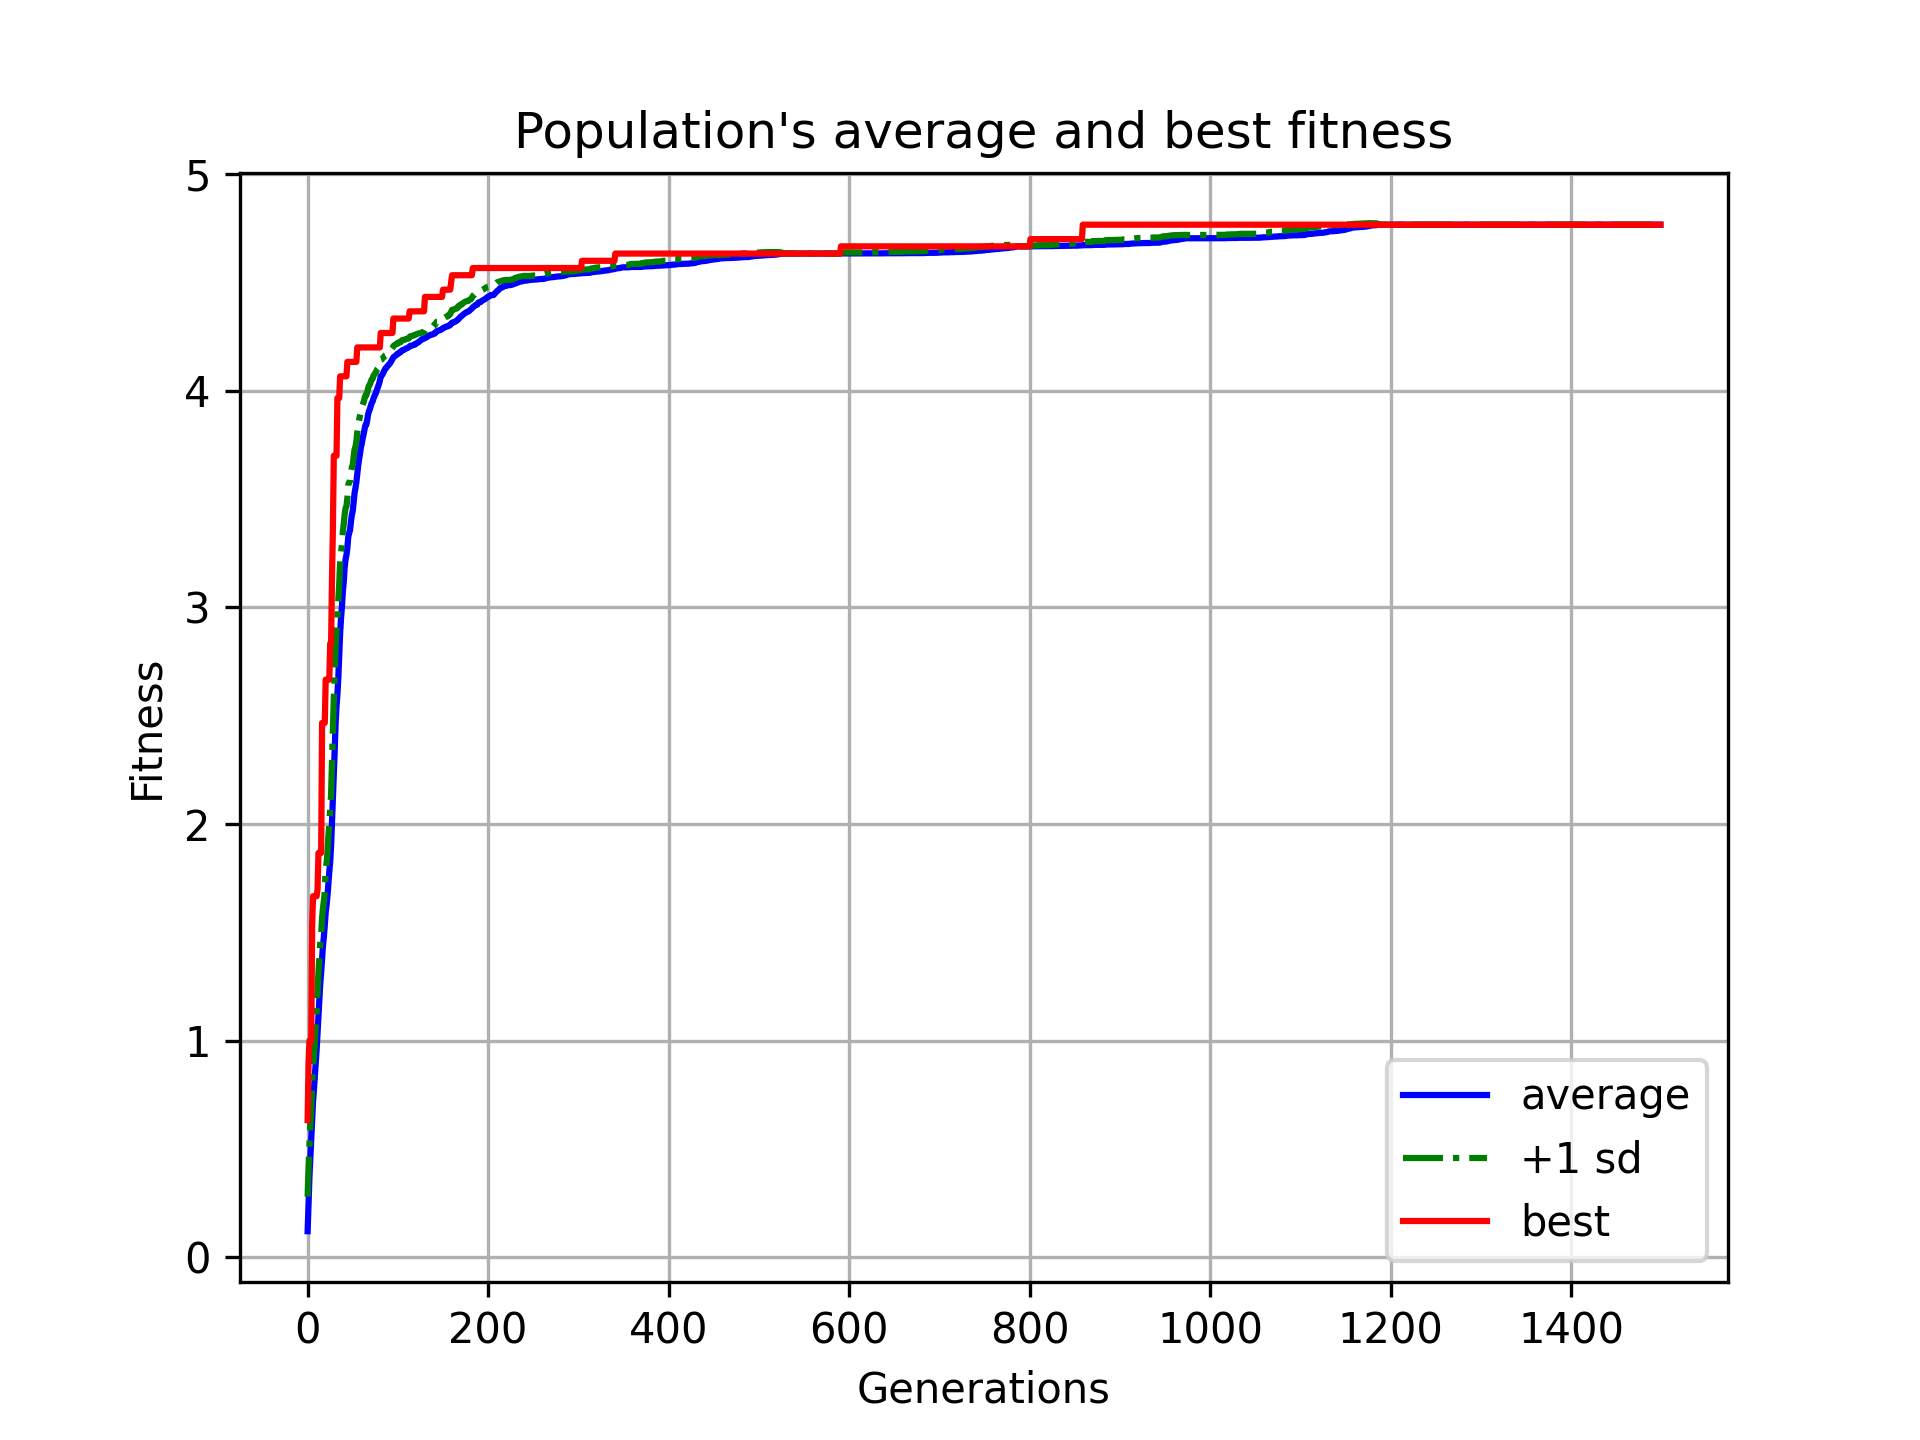 Population's average and best fitness
5
4
3
2
1
0
Fitness
0 200 400 600 800 1000 1200 1400
Generations
average
+1 sd
best